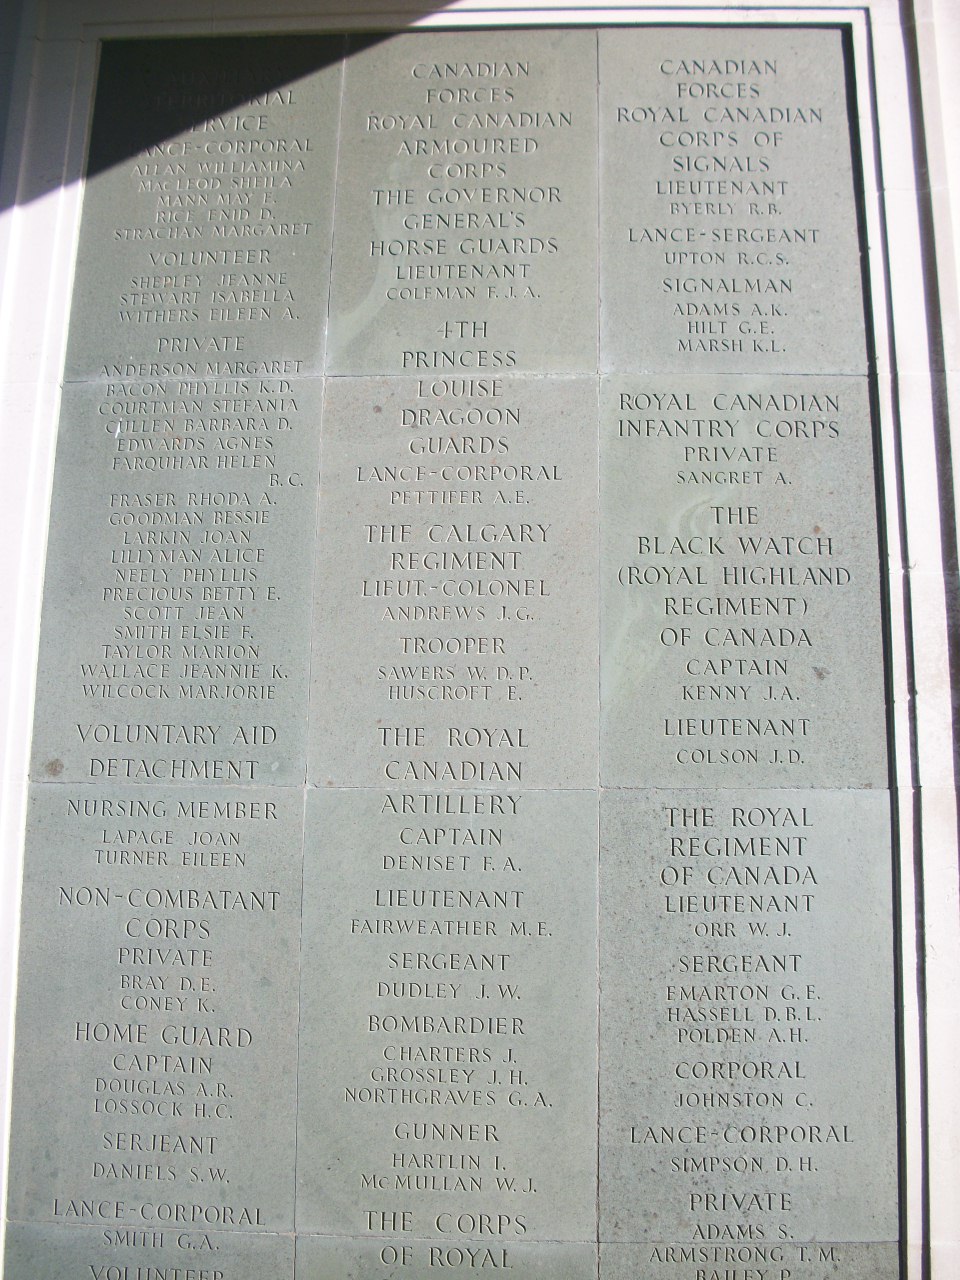 AUXILIARY
TERRITORIAL
SERVICE
LANCE-CORPORAL
ALLAN WILLIAMINA
MACLEOD SHEILA
MANN MAY E.
RICE ENID D.
STRACHAN MARGARET
VOLUNTEER
SHEPLEY JEANNE
STEWART ISABELLA
WITHERS EILEEN A.
PRIVATE
ANDERSON MARGARET
BACON PHYLLIS K.D.
COURTMAN STEFANIA
CULLEN BARBARA D.
EDWARDS AGNES
FARQUHAR HELEN
B.C.
FRASER RHODA A.
GOODMAN BESSIE
LARKIN JOAN
LILLYMAN ALICE
NEELY PHYLLIS
PRECIOUS BETTY E.
SCOTT JEAN
SMITH ELSIE F.
TAYLOR MARION
WALLACE JEANNIE K.
WILCOCK MARJORIE
VOLUNTARY AID
DETACHMENT
NURSING MEMBER
LAPAGE JOAN
TURNER EILEEN
NON-COMBATANT
CORPS
PRIVATE
BRAY D.E.
CONEY K.
HOME GUARD
CAPTAIN
DOUGLAS A.R.
LOSSOCK H.C.
SERJEANT
DANIELS S.W.
LANCE-CORPORAL
SMITH G.A.
VOLUNTEER
CANADIAN
FORCES
ROYAL CANADIAN
ARMOURED
CORPS
THE GOVERNOR
GENERAL'S
HORSE GUARDS
LIEUTENANT
COLEMAN F.J.A.
4TH
PRINCESS
LOUISE
DRAGOON
GUARDS
LANCE-CORPORAL
PETTIFER A.E.
THE CALGARY
REGIMENT
LIEUT.-COLONEL
ANDREWS J.G.
TROOPER
SAWERS W.D.P.
HUSCROFT E.
THE ROYAL
CANADIAN
ARTILLERY
CAPTAIN
DENISET F.A.
LIEUTENANT
FAIRWEATHER M.E.
SERGEANT
DUDLEY J.W.
BOMBARDIER
CHARTERS J.
GROSSLEY J.H.
NORTHGRAVES G.A.
GUNNER
HARTLIN I.
MCMULLAN W.J.
THE CORPS
OF ROYAL
CANADIAN
FORCES
ROYAL CANADIAN
CORPS OF
SIGNALS
LIEUTENANT
BYERLY R.B.
LANCE-SERGEANT
UPTON R.C.S.
SIGNALMAN
ADAMS A.K.
HILT G.E.
MARSH K.L.
ROYAL CANADIAN
INFANTRY CORPS
PRIVATE
SANGRET A.
THE
BLACK WATCH
(ROYAL HIGHLAND
REGIMENT)
OF CANADA
CAPTAIN
KENNY J.A.
LIEUTENANT
COLSON J.D.
THE ROYAL
REGIMENT
OF CANADA
LIEUTENANT
ORR W.J.
SERGEANT
EMARTON G.E.
HASSELL D.B.L.
POLDEN A.H.
CORPORAL
JOHNSTON C.
LANCE-CORPORAL
SIMPSON D.H.
PRIVATE
ADAMS S.
ARMSTRONG T.M.
BAILEY P.